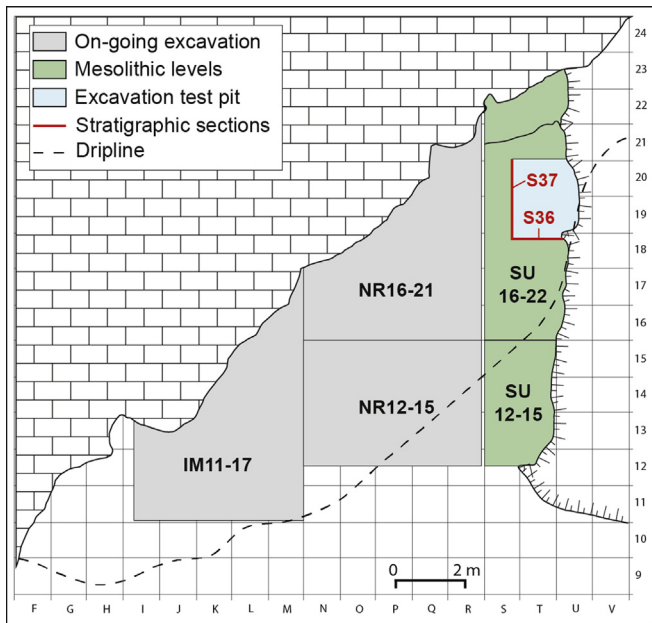 On-going excavation
Mesolithic levels
Excavation test pit
Stratigraphic sections
Dripline
24
23
22
21
20
19
18
17
16
15
14
13
12
11
10
9
S37
S36
SU
16-22
NR16-21
SU
12-15
NR12-15
IM11-17
0 2 m
F G H I J K L M N O P Q R S T U V